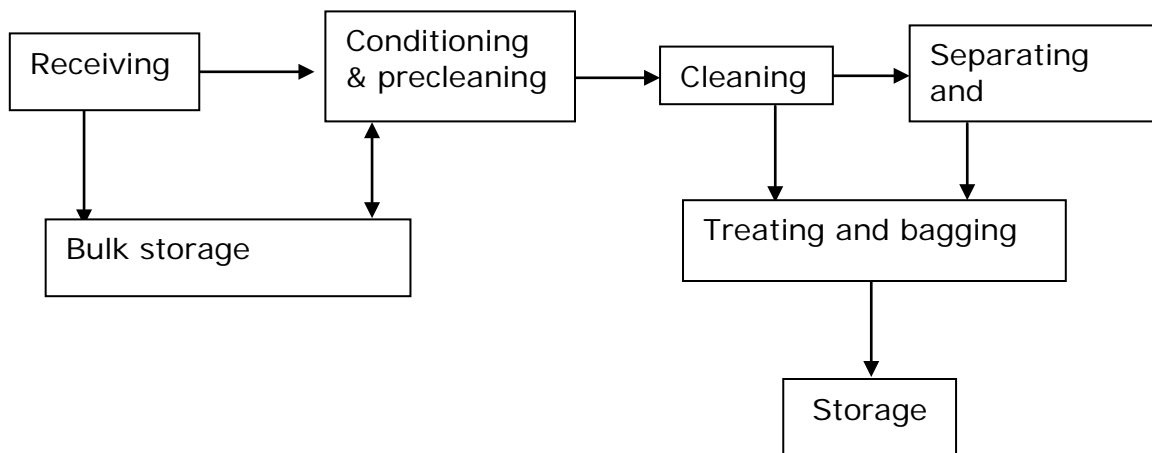 Receiving
Conditioning
& precleaning
Cleaning
Separating
and
Bulk storage
Treating and bagging
Storage